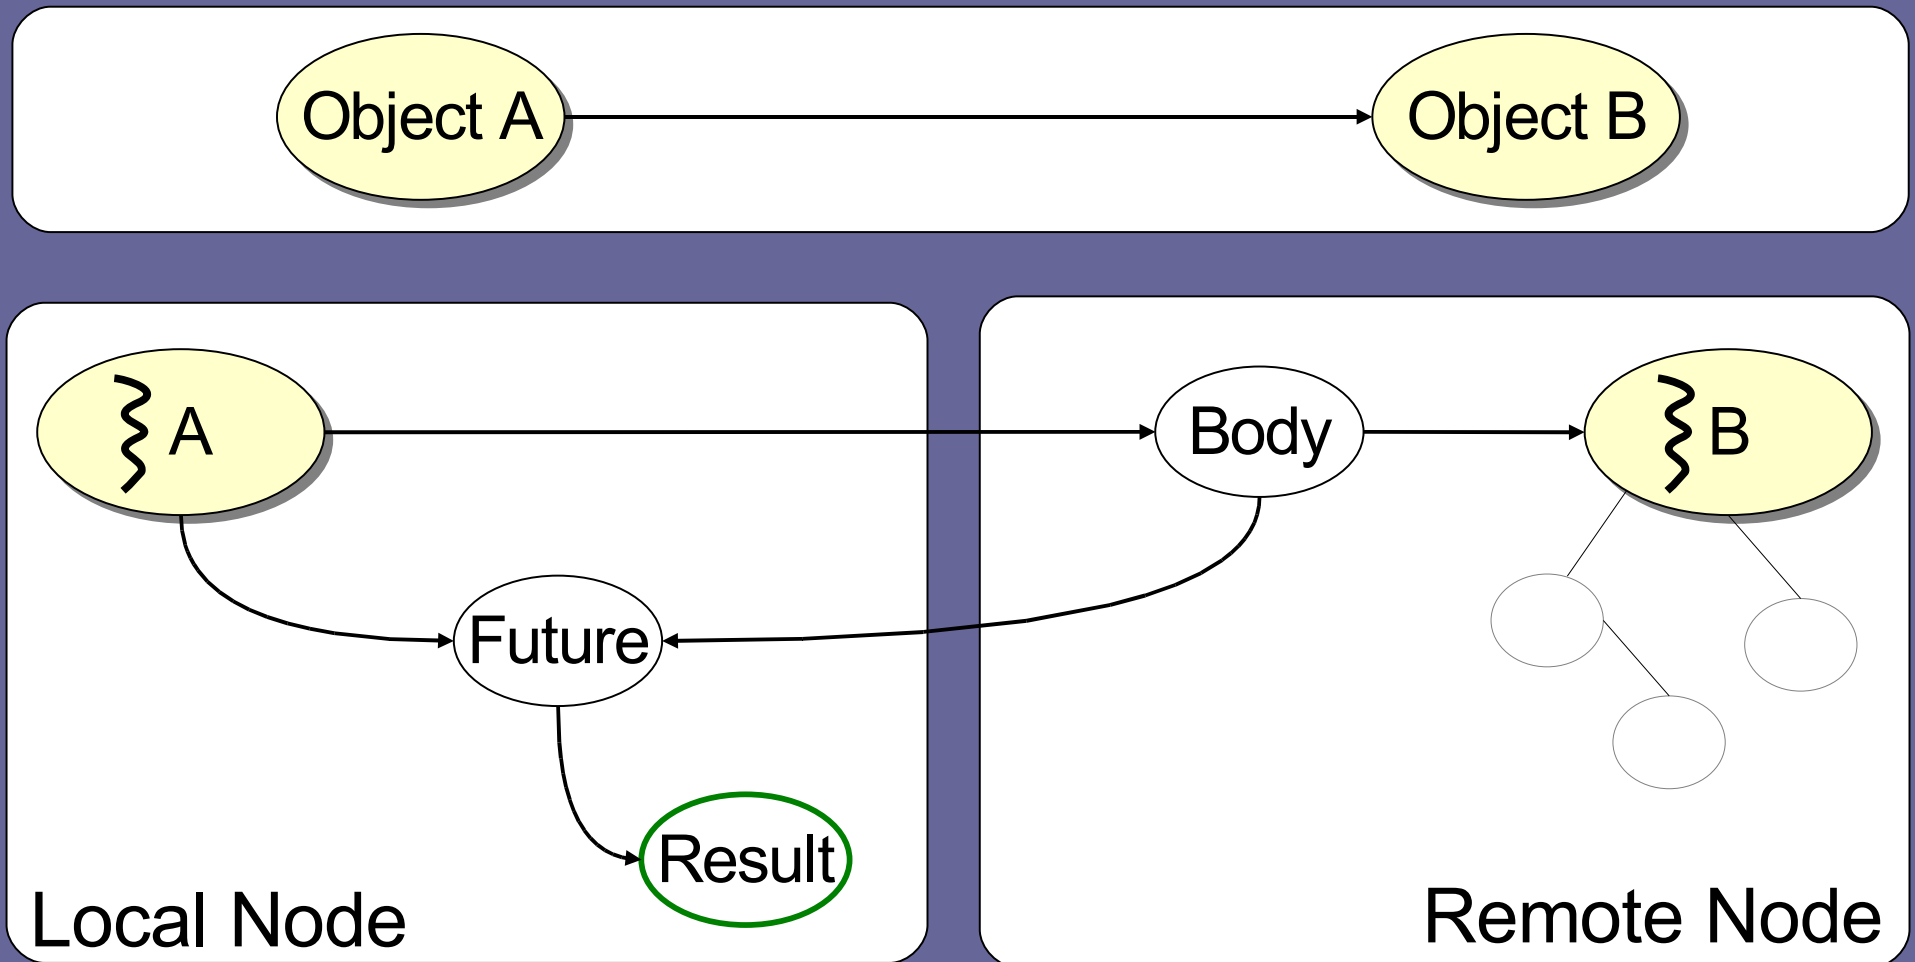 Object A
Object B
A
Body
B
Future
Result
Local Node
Remote Node